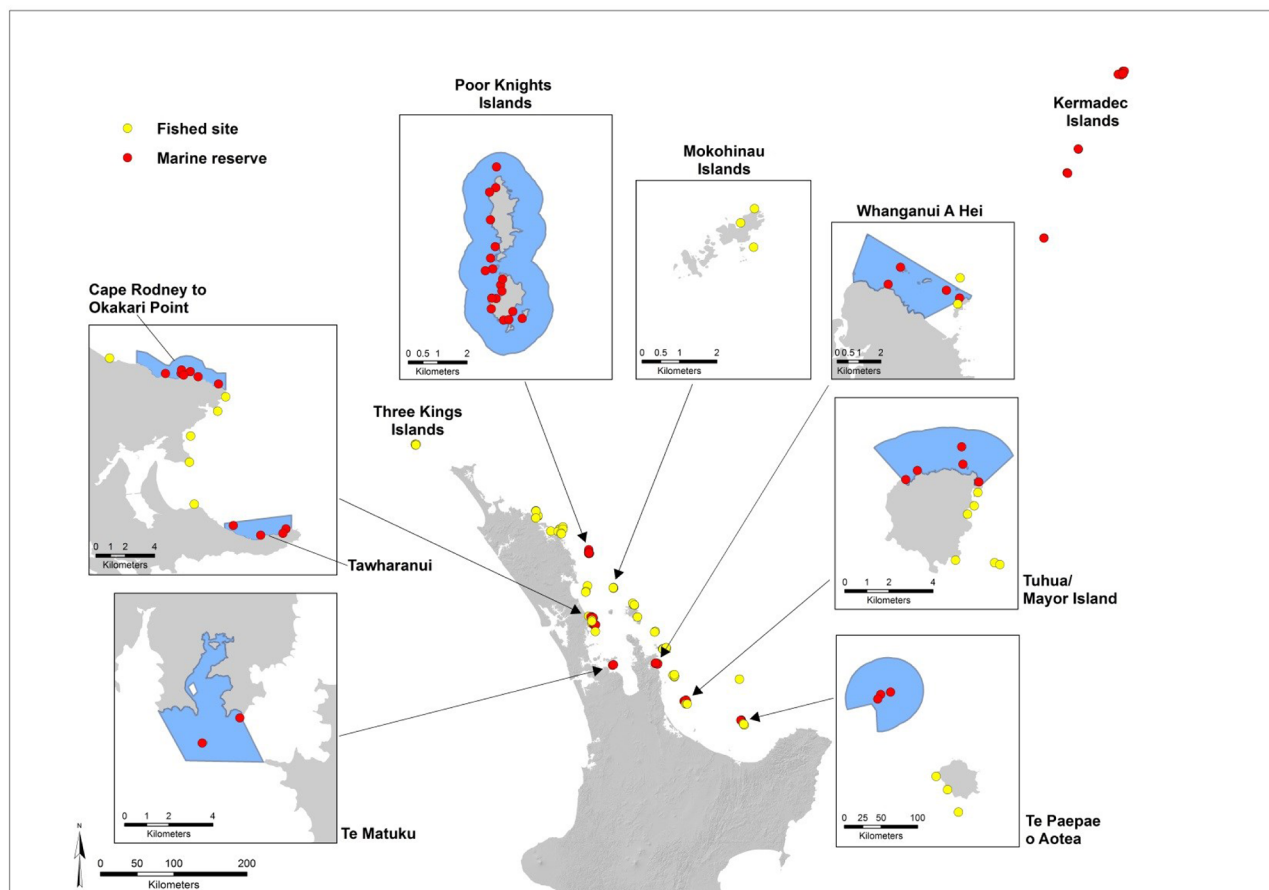 Fished site
Marine reserve
Poor Knights
Islands
0 0.5 1 2
Kilometers
Mokohinau
Islands
0 0.5 1 2
Kilometers
Kermadec
Islands
Whanganui A Hei
0 0.5 1 2
Kilometers
Cape Rodney to
Okakari Point
0 1 2 4
Kilometers
Tawharanui
Three Kings
Islands
0 1 2 4
Kilometers
Tuhua/
Mayor Island
0 1 2 4
Kilometers
Te Matuku
0 25 50 100
Kilometers
Te Paepae
o Aotea
N
0 50 100 200
Kilometers